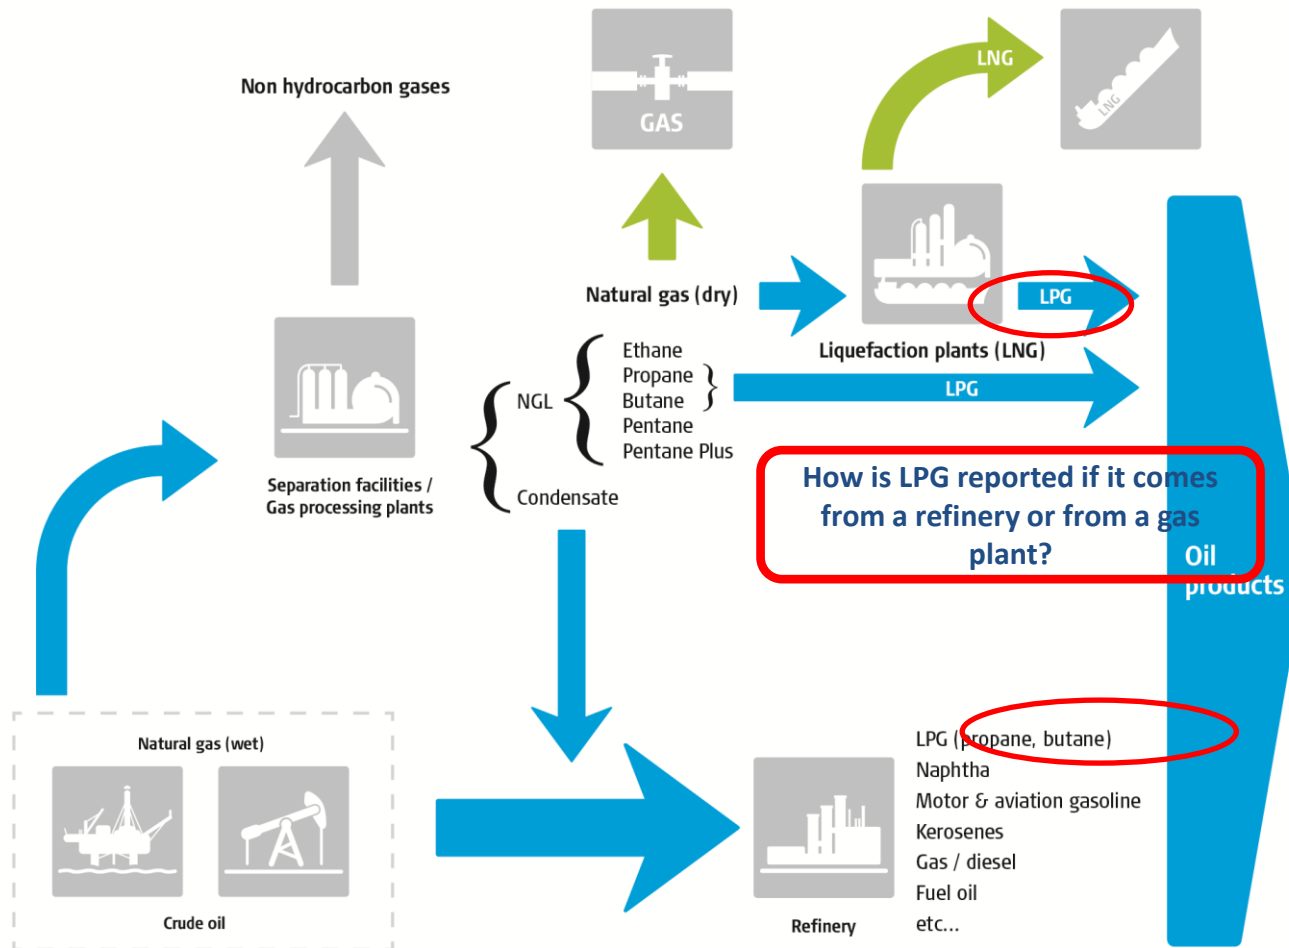 LNG
LNG
Non hydrocarbon gases
GAS
Natural gas (dry)
LPG
Liquefaction plants (LNG)
Ethane
Propane
Butane
Pentane
Pentane Plus
NGL
LPG
Condensate
Separation facilities /
Gas processing plants
How is LPG reported if it comes
from a refinery or from a gas
plant?
Oil
products
Natural gas (wet)
Crude oil
LPG (propane, butane)
Naphtha
Motor & aviation gasoline
Kerosenes
Gas / diesel
Fuel oil
etc...
Refinery